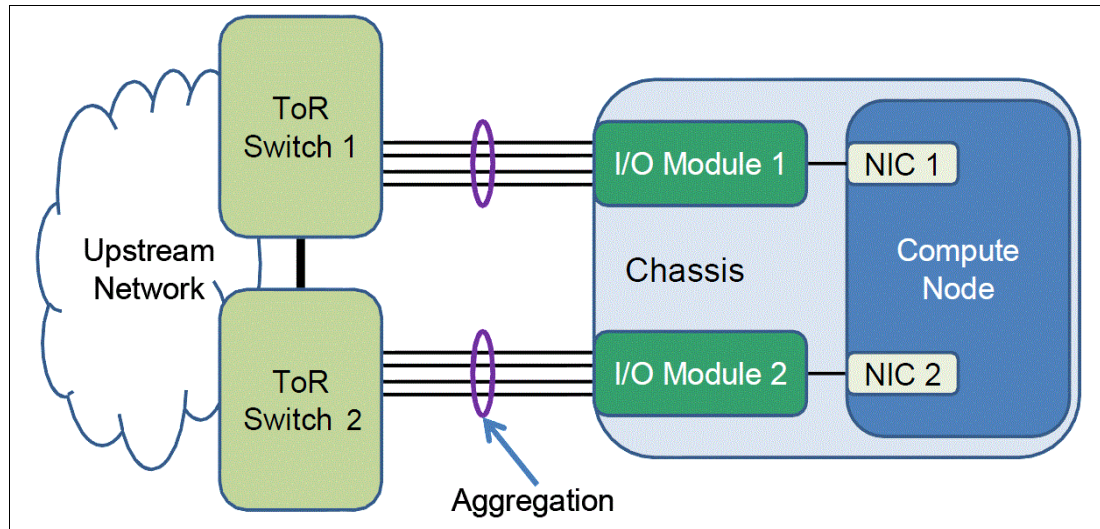 ToR
Switch 1
I/O Module 1
NIC 1
Upstream
Network
Chassis
Compute
Node
ToR
Switch 2
I/O Module 2
NIC 2
Aggregation